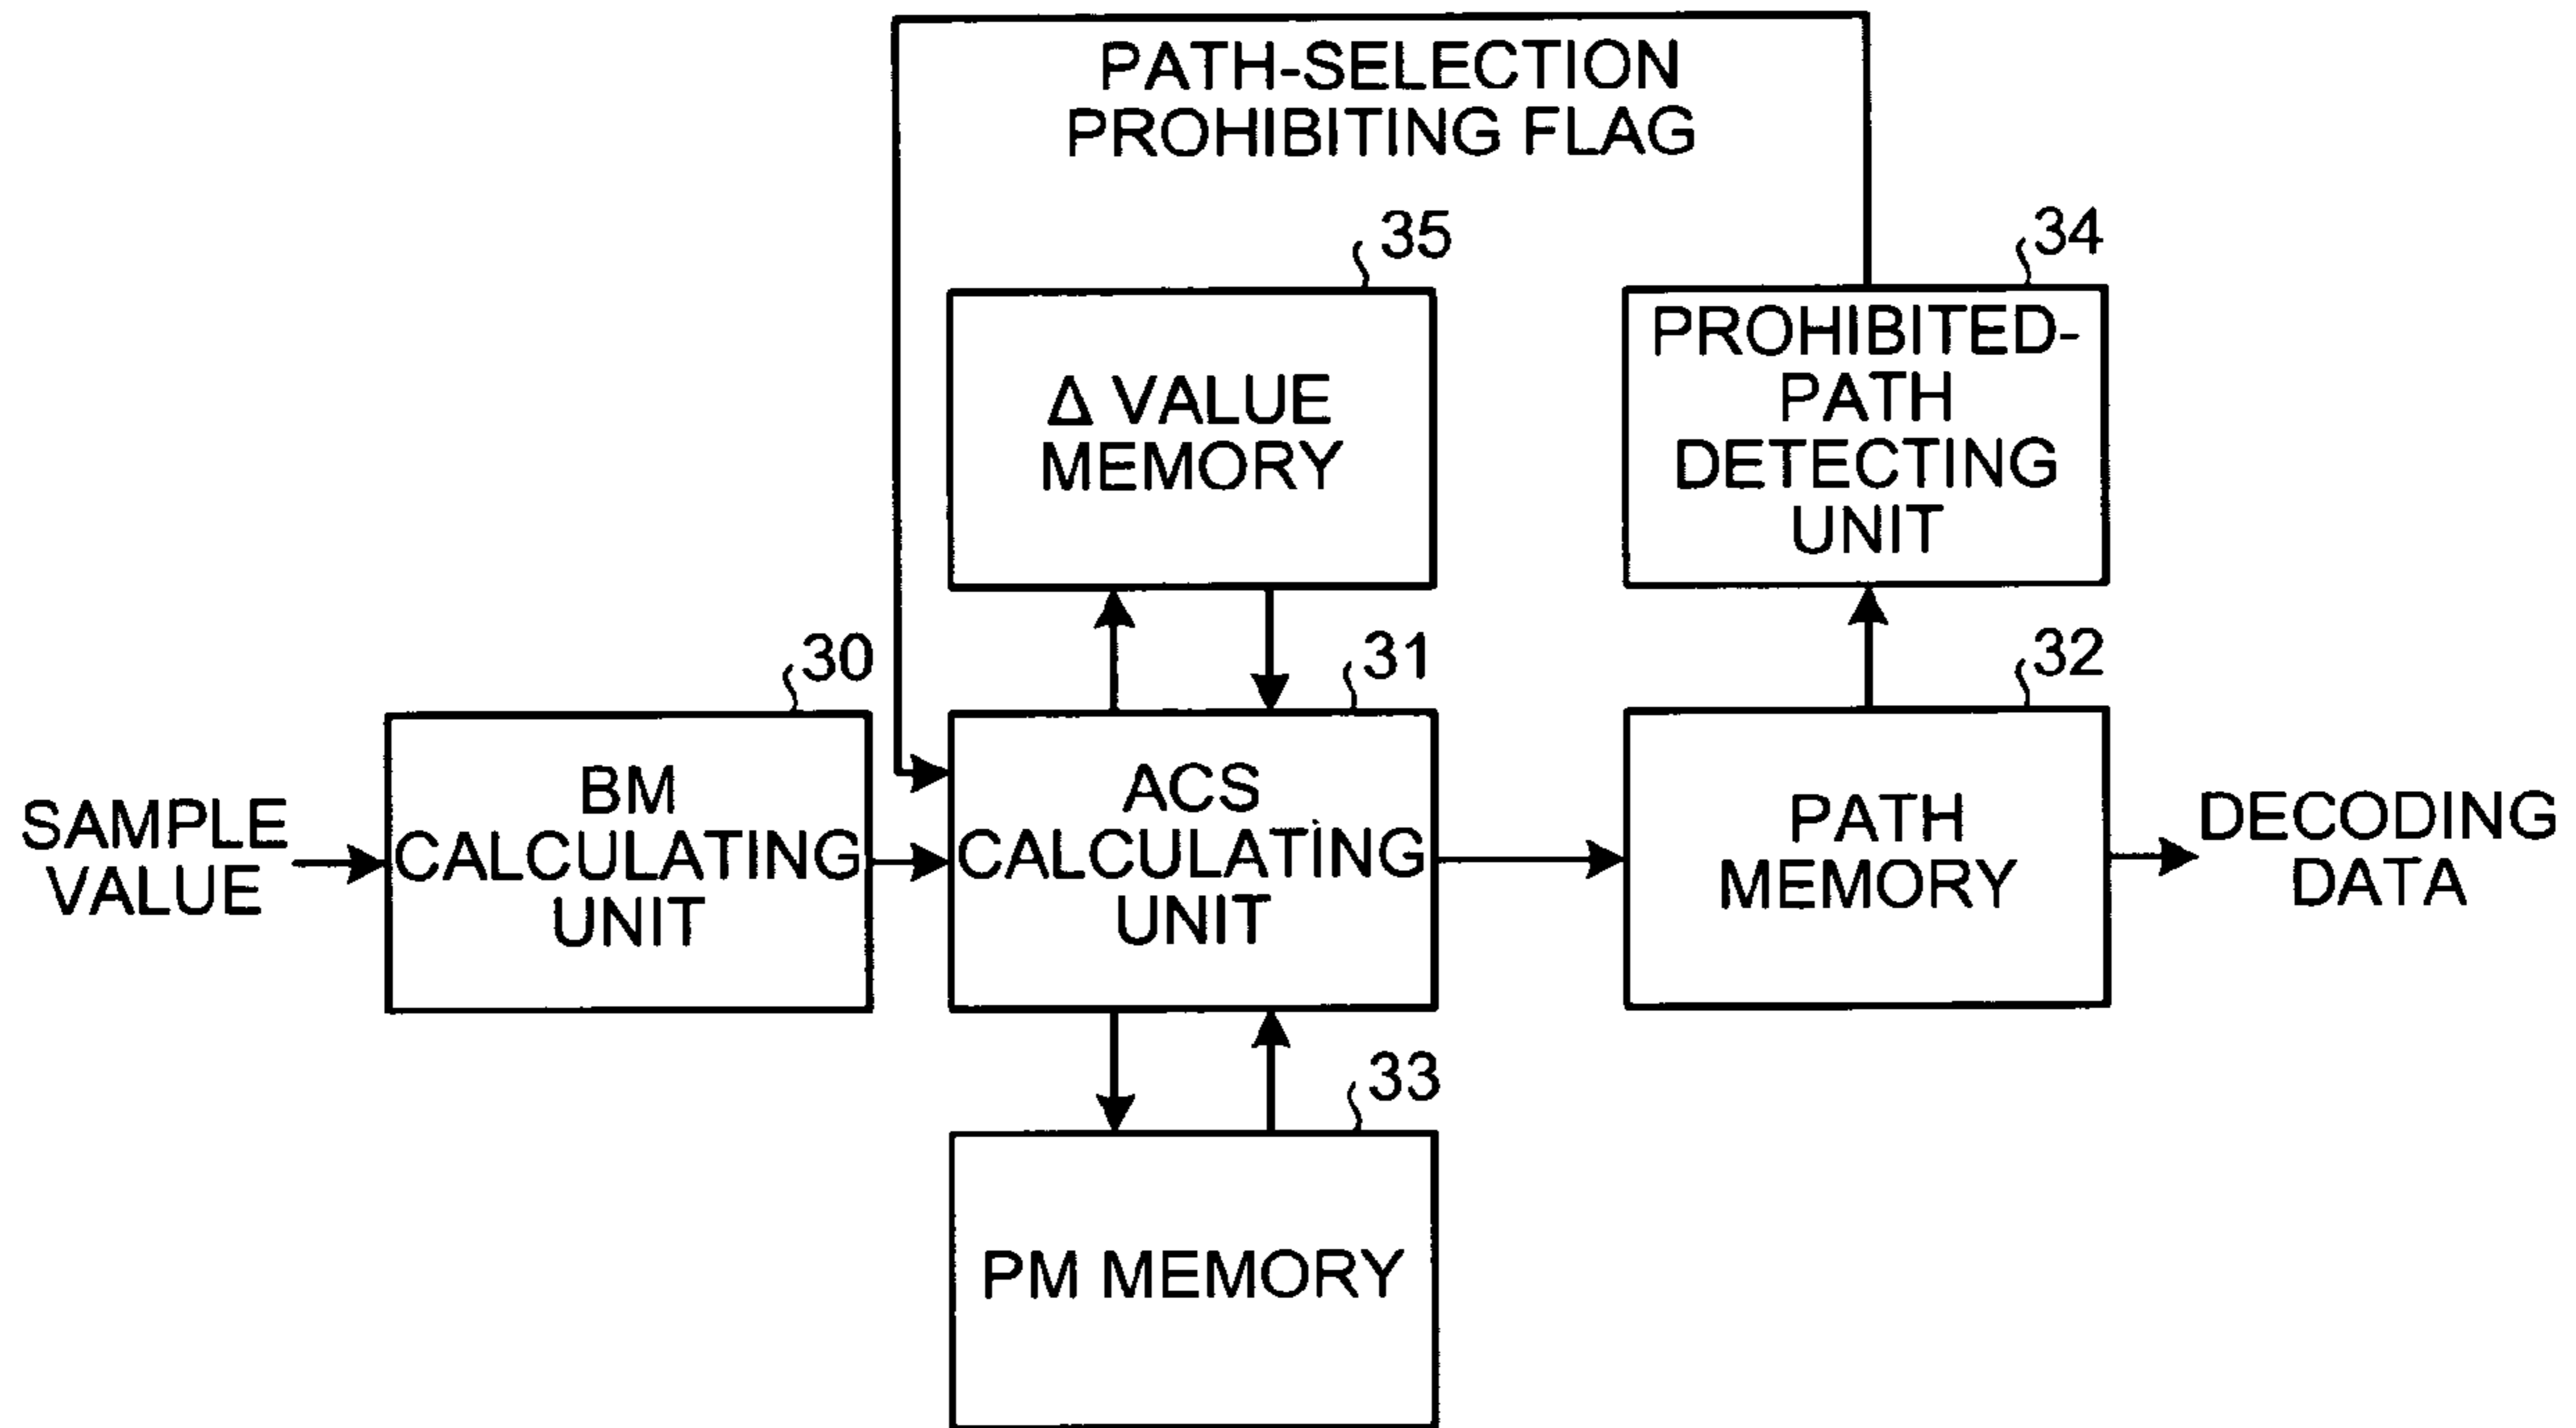 PATH-SELECTION
PROHIBITING FLAG
35
34
Δ VALUE
MEMORY
PROHIBITED-
PATH
DETECTING
UNIT
30
31
32
SAMPLE
VALUE
BM
CALCULATING
UNIT
ACS
CALCULATING
UNIT
PATH
MEMORY
DECODING
DATA
33
PM MEMORY